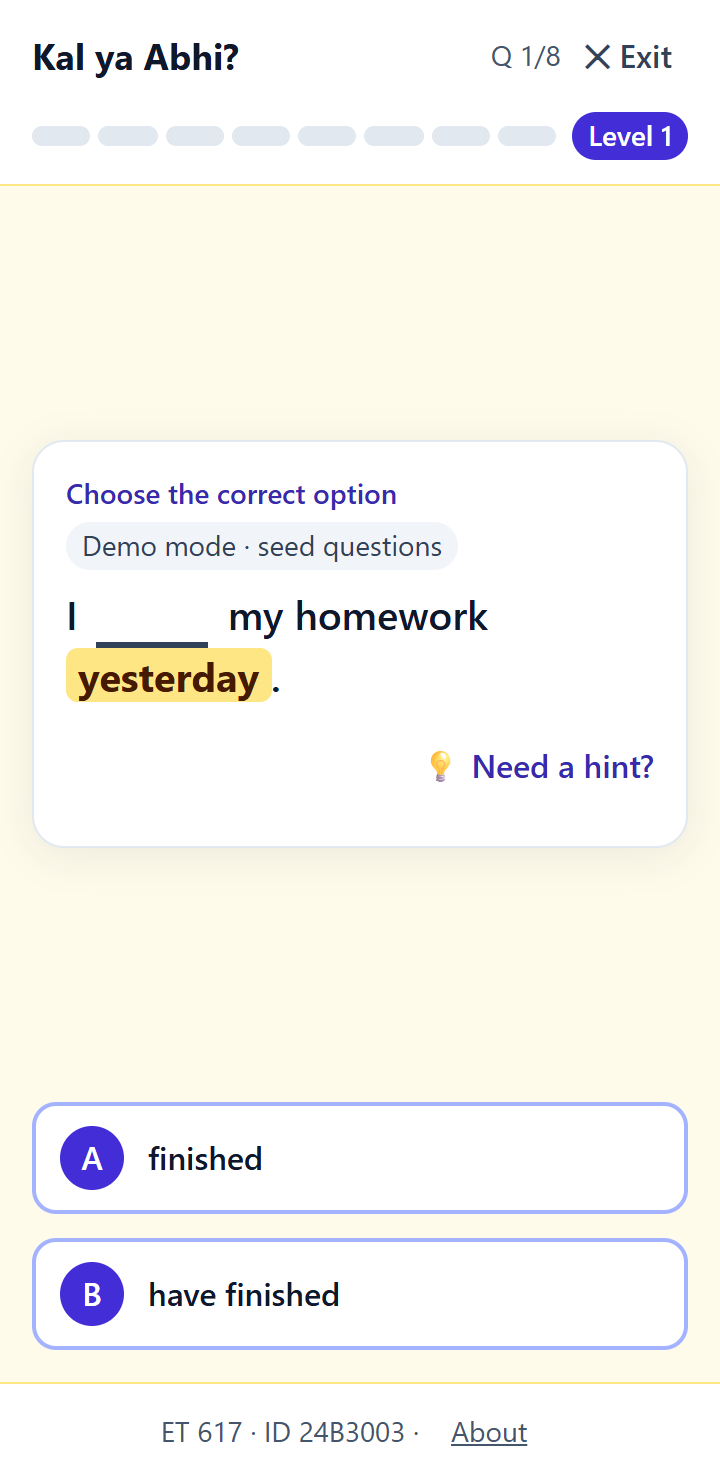 Kal ya Abhi?
Q 1/8
Exit
Level 1
Choose the correct option
Demo mode · seed questions
I ______ my homework
yesterday.
Need a hint?
A finished
B have finished
ET 617 · ID 24B3003 · About